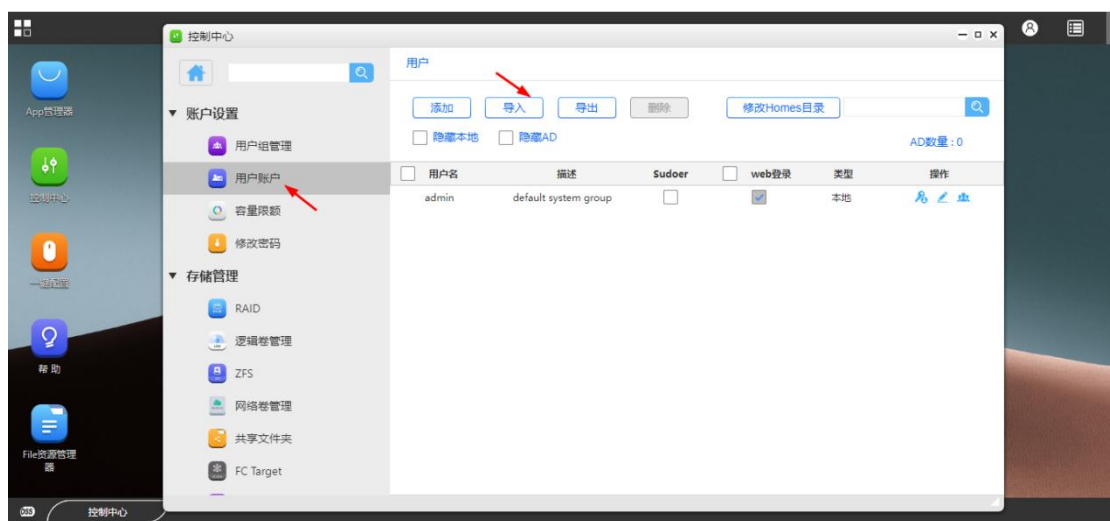 控制中心
App管理器
控制中心
一键配置
帮 助
File资源管理
器
账户设置
用户组管理
用户账户
容量限额
修改密码
存储管理
RAID
逻辑卷管理
ZFS
网络卷管理
共享文件夹
FC Target
用户
添加 导入 导出 删除 修改Homes目录
隐藏本地 隐藏AD AD数量 : 0
用户名 描述 Sudoer web登录 类型 操作
admin default system group 本地
控制中心